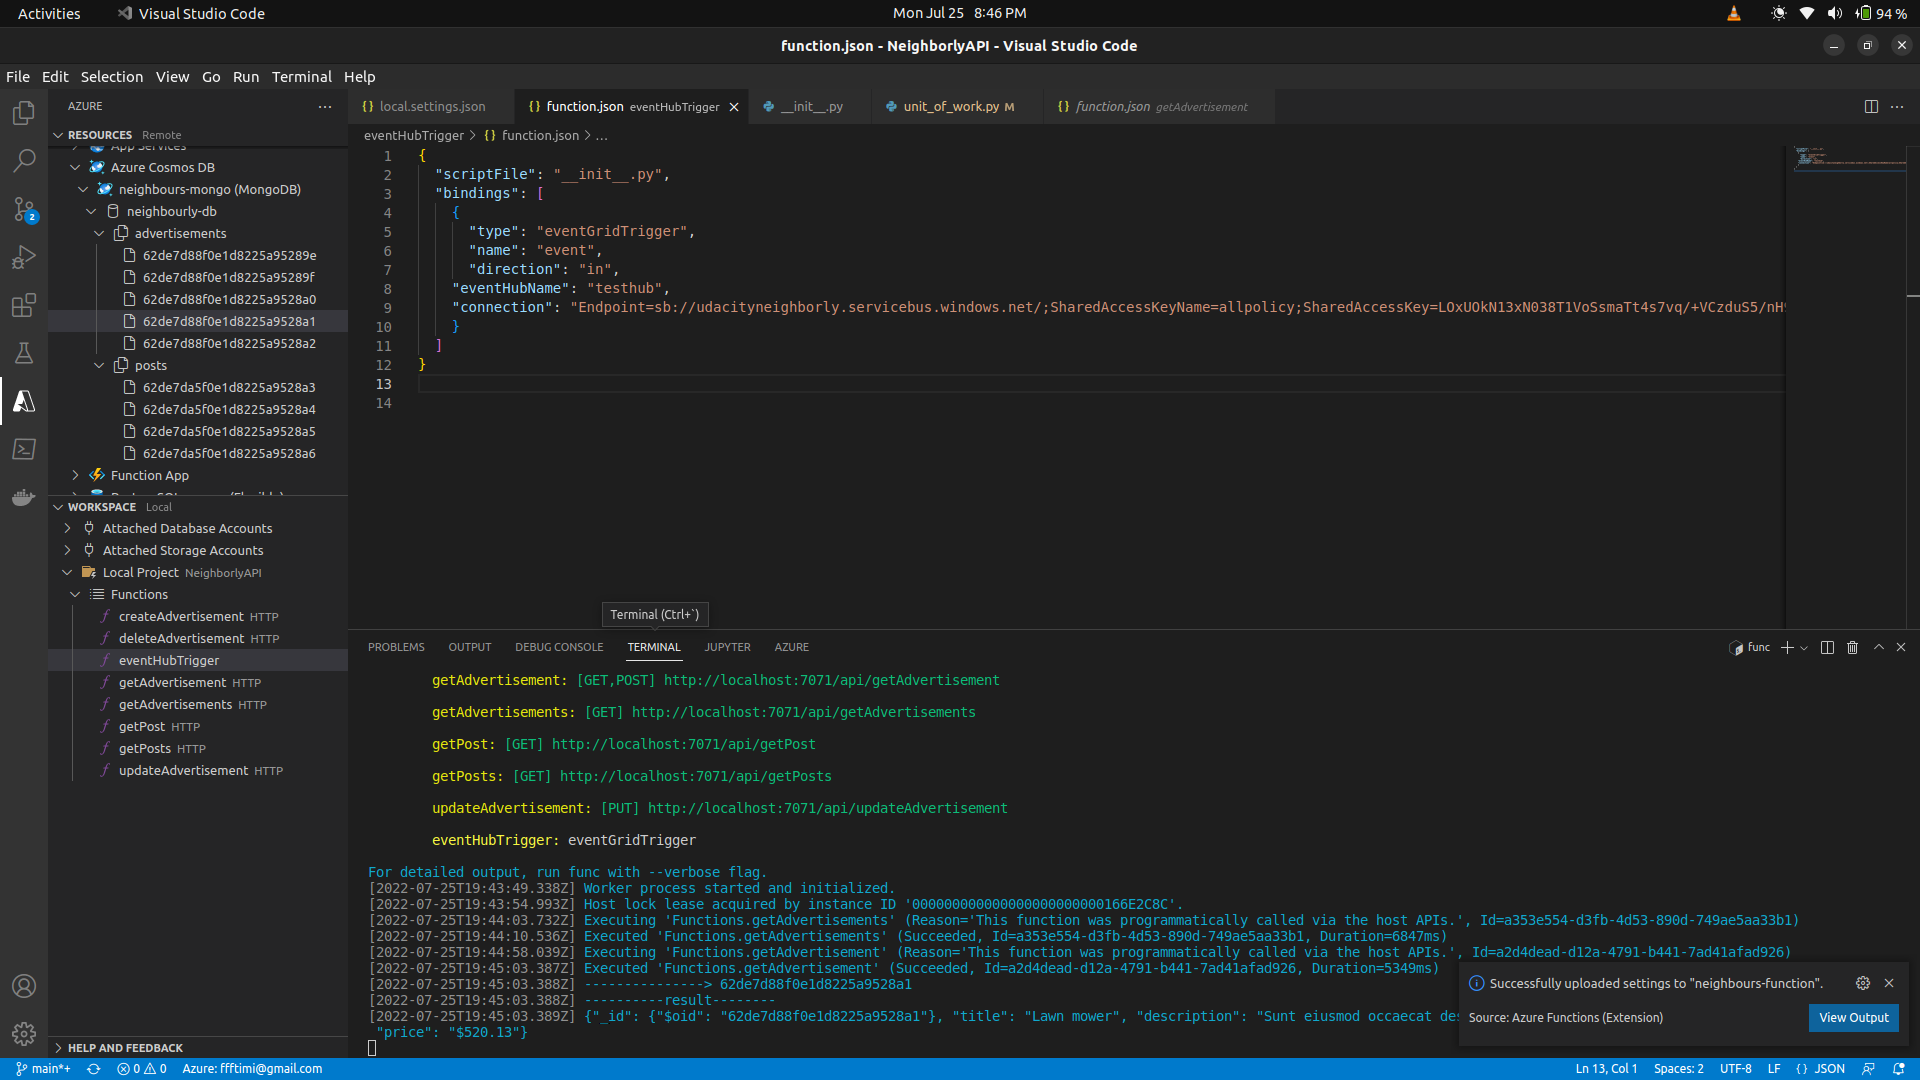 Activities
Visual Studio Code
Mon Jul 25 8:46 PM
94 %
function.json - NeighborlyAPI - Visual Studio Code
File Edit Selection View Go Run Terminal Help
AZURE
local.settings.json
function.json eventHubTrigger
__init__.py
unit_of_work.py M
function.json getAdvertisement
RESOURCES Remote
App Services
Azure Cosmos DB
neighbours-mongo (MongoDB)
neighbourly-db
advertisements
62de7d88f0e1d8225a95289e
62de7d88f0e1d8225a95289f
62de7d88f0e1d8225a9528a0
62de7d88f0e1d8225a9528a1
62de7d88f0e1d8225a9528a2
posts
62de7da5f0e1d8225a9528a3
62de7da5f0e1d8225a9528a4
62de7da5f0e1d8225a9528a5
62de7da5f0e1d8225a9528a6
Function App
WORKSPACE Local
Attached Database Accounts
Attached Storage Accounts
Local Project NeighborlyAPI
Functions
createAdvertisement HTTP
deleteAdvertisement HTTP
eventHubTrigger
getAdvertisement HTTP
getAdvertisements HTTP
getPost HTTP
getPosts HTTP
updateAdvertisement HTTP
HELP AND FEEDBACK
2
eventHubTrigger > {} function.json > ...
1 {
2 "scriptFile": "__init__.py",
3 "bindings": [
4 {
5 "type": "eventGridTrigger",
6 "name": "event",
7 "direction": "in",
8 "eventHubName": "testhub",
9 "connection": "Endpoint=sb://udacityneighborly.servicebus.windows.net/;SharedAccessKeyName=allpolicy;SharedAccessKey=LOxUOkN13xN038T1VoSsmaTt4s7vq/+VCzduS5/nH
10 }
11 ]
12 }
13
14
Terminal (Ctrl+`)
PROBLEMS OUTPUT DEBUG CONSOLE TERMINAL JUPYTER AZURE
func
getAdvertisement: [GET,POST] http://localhost:7071/api/getAdvertisement
getAdvertisements: [GET] http://localhost:7071/api/getAdvertisements
getPost: [GET] http://localhost:7071/api/getPost
getPosts: [GET] http://localhost:7071/api/getPosts
updateAdvertisement: [PUT] http://localhost:7071/api/updateAdvertisement
eventHubTrigger: eventGridTrigger
For detailed output, run func with --verbose flag.
[2022-07-25T19:43:49.338Z] Worker process started and initialized.
[2022-07-25T19:43:54.993Z] Host lock lease acquired by instance ID '000000000000000000000000166E2C8C'.
[2022-07-25T19:44:03.732Z] Executing 'Functions.getAdvertisements' (Reason='This function was programmatically called via the host APIs.', Id=a353e554-d3fb-4d53-890d-749ae5aa33b1)
[2022-07-25T19:44:10.536Z] Executed 'Functions.getAdvertisements' (Succeeded, Id=a353e554-d3fb-4d53-890d-749ae5aa33b1, Duration=6847ms)
[2022-07-25T19:44:58.039Z] Executing 'Functions.getAdvertisement' (Reason='This function was programmatically called via the host APIs.', Id=a2d4dead-d12a-4791-b441-7ad41afad926)
[2022-07-25T19:45:03.387Z] Executed 'Functions.getAdvertisement' (Succeeded, Id=a2d4dead-d12a-4791-b441-7ad41afad926, Duration=5349ms)
[2022-07-25T19:45:03.388Z] ---------------> 62de7d88f0e1d8225a9528a1
[2022-07-25T19:45:03.388Z] ----------result--------
[2022-07-25T19:45:03.389Z] {"_id": {"$oid": "62de7d88f0e1d8225a9528a1"}, "title": "Lawn mower", "description": "Sunt eiusmod occaecat
"price": "$520.13"}
Successfully uploaded settings to "neighbours-function".
Source: Azure Functions (Extension)
View Output
main*+
0 0
Azure: ffftimi@gmail.com
Ln 13, Col 1
Spaces: 2
UTF-8
LF
{} JSON